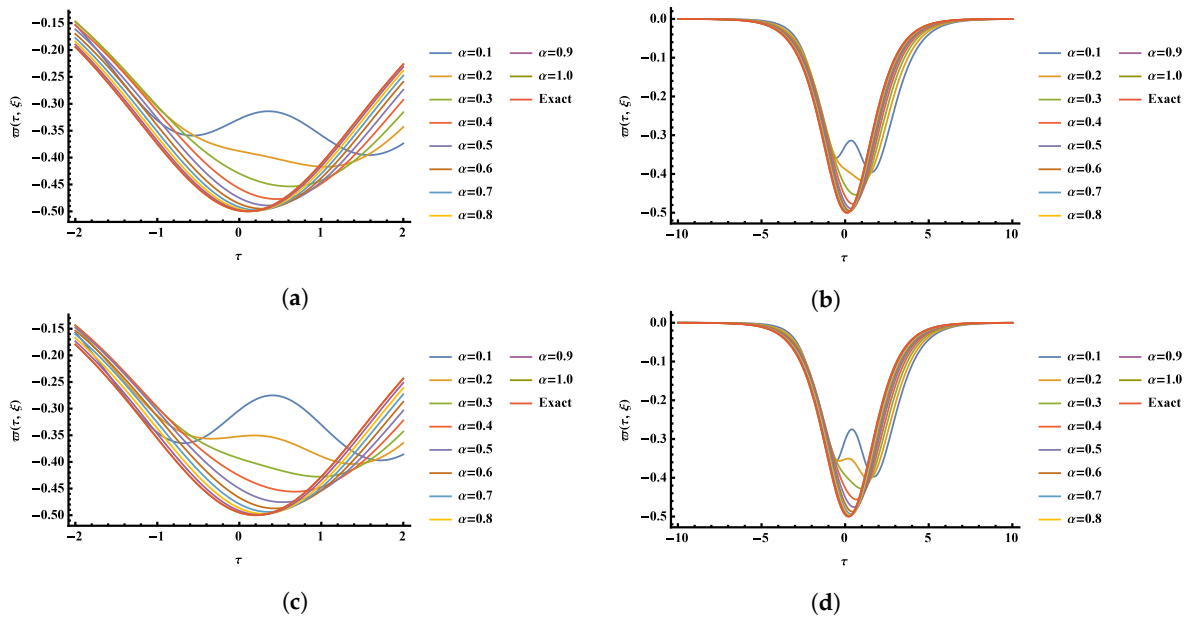 −0.15
−0.20
−0.25
−0.30
−0.35
−0.40
−0.45
−0.50
ϖ(τ, ξ)
−2 −1 0 1 2
τ
α=0.1 α=0.9
α=0.2 α=1.0
α=0.3 Exact
α=0.4
α=0.5
α=0.6
α=0.7
α=0.8
(a)
0.0
−0.1
−0.2
−0.3
−0.4
−0.5
ϖ(τ, ξ)
−10 −5 0 5 10
τ
α=0.1 α=0.9
α=0.2 α=1.0
α=0.3 Exact
α=0.4
α=0.5
α=0.6
α=0.7
α=0.8
(b)
−0.15
−0.20
−0.25
−0.30
−0.35
−0.40
−0.45
−0.50
ϖ(τ, ξ)
−2 −1 0 1 2
τ
α=0.1 α=0.9
α=0.2 α=1.0
α=0.3 Exact
α=0.4
α=0.5
α=0.6
α=0.7
α=0.8
(c)
0.0
−0.1
−0.2
−0.3
−0.4
−0.5
ϖ(τ, ξ)
−10 −5 0 5 10
τ
α=0.1 α=0.9
α=0.2 α=1.0
α=0.3 Exact
α=0.4
α=0.5
α=0.6
α=0.7
α=0.8
(d)